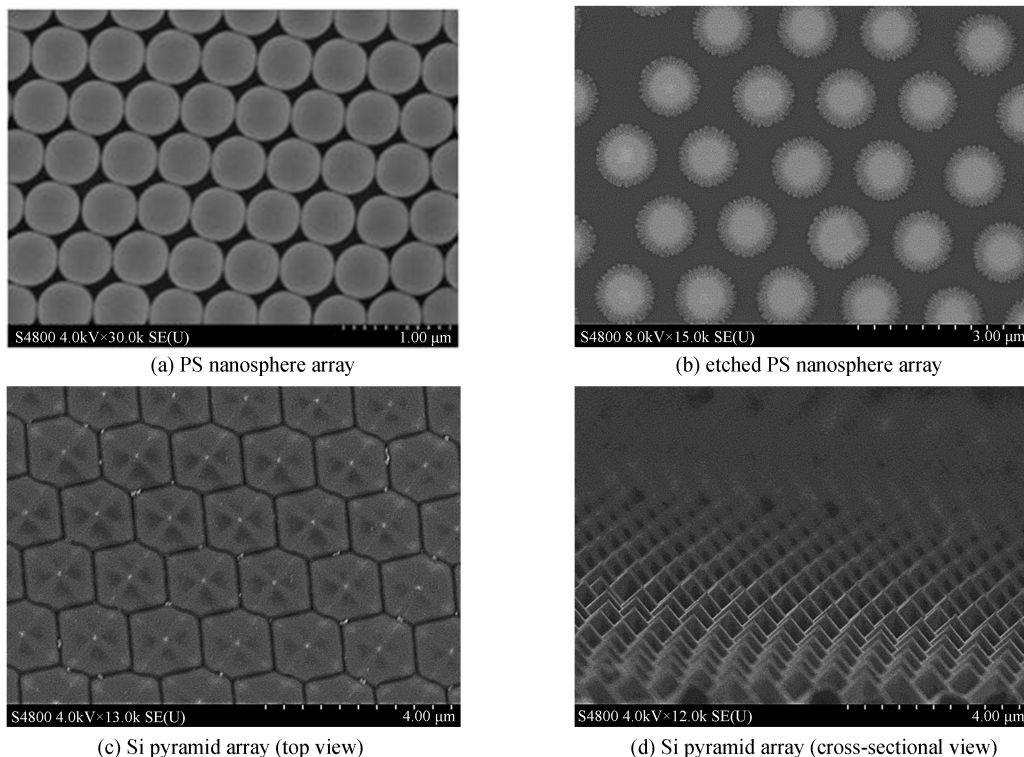 S4800 4.0kV×30.0k SE(U) 1.00 μm
(a) PS nanosphere array
S4800 8.0kV×15.0k SE(U) 3.00 μm
(b) etched PS nanosphere array
S4800 4.0kV×13.0k SE(U) 4.00 μm
(c) Si pyramid array (top view)
S4800 4.0kV×12.0k SE(U) 4.00 μm
(d) Si pyramid array (cross-sectional view)